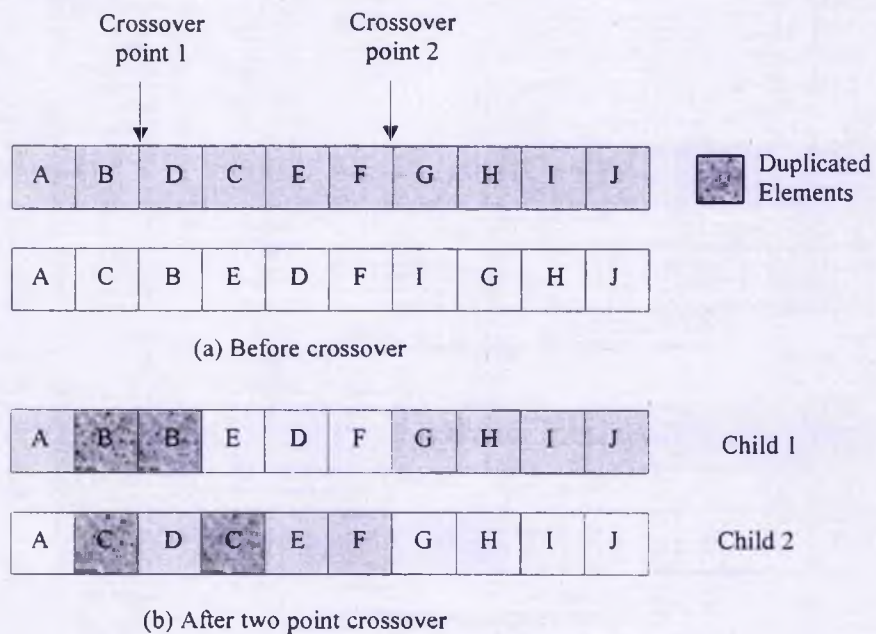 Crossover
point 1
Crossover
point 2
A B D C E F G H I J
Duplicated
Elements
A C B E D F I G H J
(a) Before crossover
A B B E D F G H I J
Child 1
A C D C E F G H I J
Child 2
(b) After two point crossover